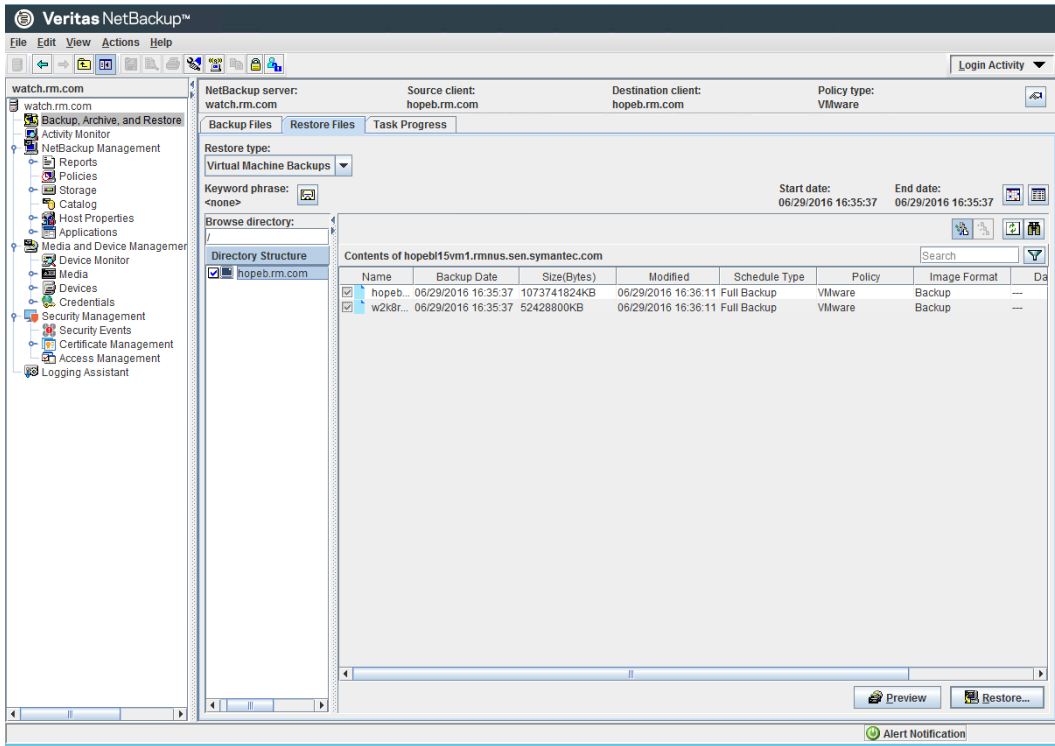 Veritas NetBackup™
File Edit View Actions Help
Login Activity
watch.rm.com
watch.rm.com
Backup, Archive, and Restore
Activity Monitor
NetBackup Management
Reports
Policies
Storage
Catalog
Host Properties
Applications
Media and Device Managemer
Device Monitor
Media
Devices
Credentials
Security Management
Security Events
Certificate Management
Access Management
Logging Assistant
NetBackup server: Source client: Destination client: Policy type:
watch.rm.com hopeb.rm.com hopeb.rm.com VMware
Backup Files Restore Files Task Progress
Restore type:
Virtual Machine Backups
Keyword phrase: Start date: End date:
<none> 06/29/2016 16:35:37 06/29/2016 16:35:37
Browse directory:
/
Directory Structure
hopeb.rm.com
Contents of hopebl15vm1.rmnus.sen.symantec.com Search
Name Backup Date Size(Bytes) Modified Schedule Type Policy Image Format Da
hopeb... 06/29/2016 16:35:37 1073741824KB 06/29/2016 16:36:11 Full Backup VMware Backup ---
w2k8r... 06/29/2016 16:35:37 52428800KB 06/29/2016 16:36:11 Full Backup VMware Backup ---
Preview Restore...
Alert Notification